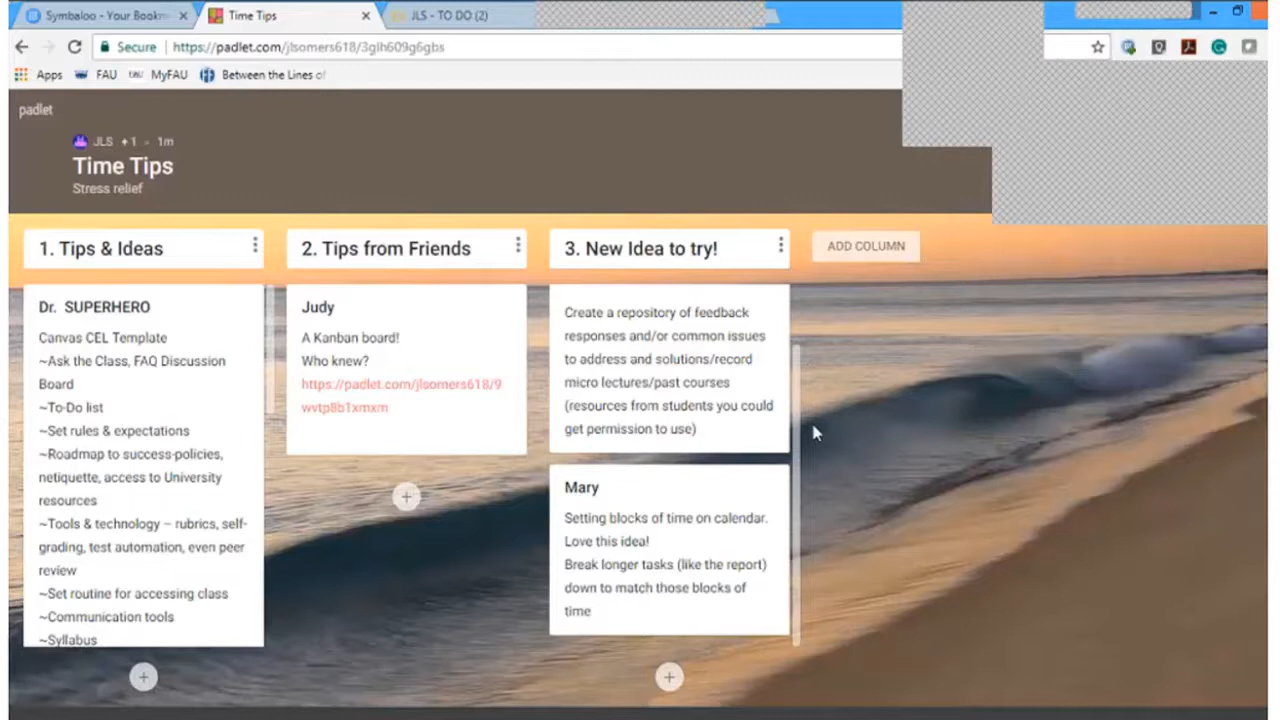 Symbaloo - Your Bookm
Time Tips
JLS - TO DO (2)
Secure
https://padlet.com/jlsomers618/3glh609g6gbs
Apps
FAU
MyFAU
Between the Lines of
padlet
JLS +1 1m
Time Tips
Stress relief
1. Tips & Ideas
2. Tips from Friends
3. New Idea to try!
ADD COLUMN
Dr. SUPERHERO
Canvas CEL Template
~Ask the Class, FAQ Discussion
Board
~To-Do list
~Set rules & expectations
~Roadmap to success-policies,
netiquette, access to University
resources
~Tools & technology – rubrics, self-
grading, test automation, even peer
review
~Set routine for accessing class
~Communication tools
~Syllabus
Judy
A Kanban board!
Who knew?
https://padlet.com/jlsomers618/9
wvtp8b1xmxm
Create a repository of feedback
responses and/or common issues
to address and solutions/record
micro lectures/past courses
(resources from students you could
get permission to use)
Mary
Setting blocks of time on calendar.
Love this idea!
Break longer tasks (like the report)
down to match those blocks of
time